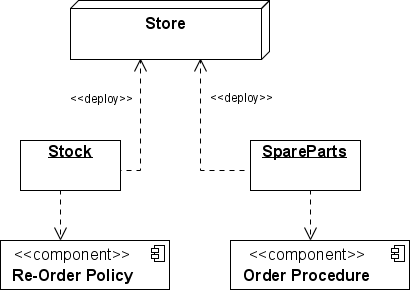 Store
<<deploy>>
<<deploy>>
Stock
SpareParts
<<component>>
Re-Order Policy
<<component>>
Order Procedure